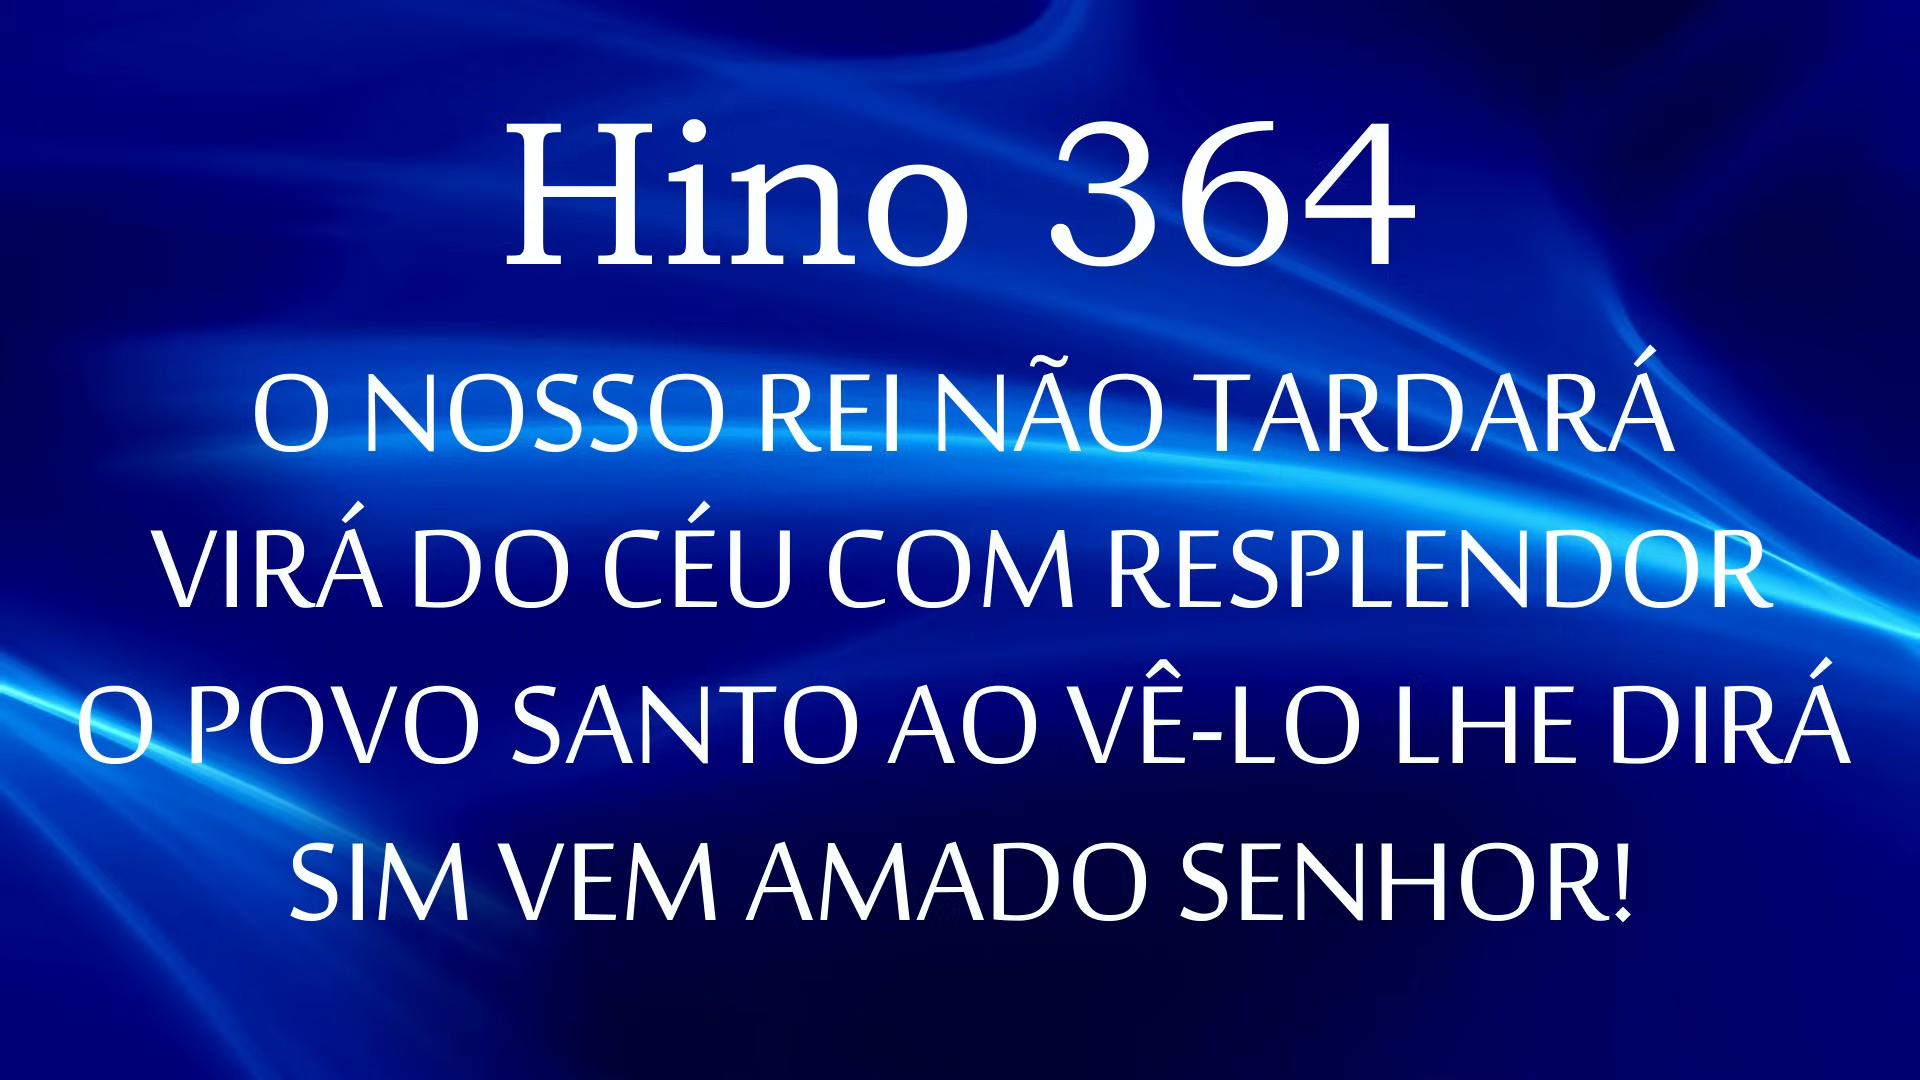 Hino 364
O NOSSO REI NÃO TARDARÁ
VIRÁ DO CÉU COM RESPLENDOR
O POVO SANTO AO VÊ-LO LHE DIRÁ
SIM VEM AMADO SENHOR!